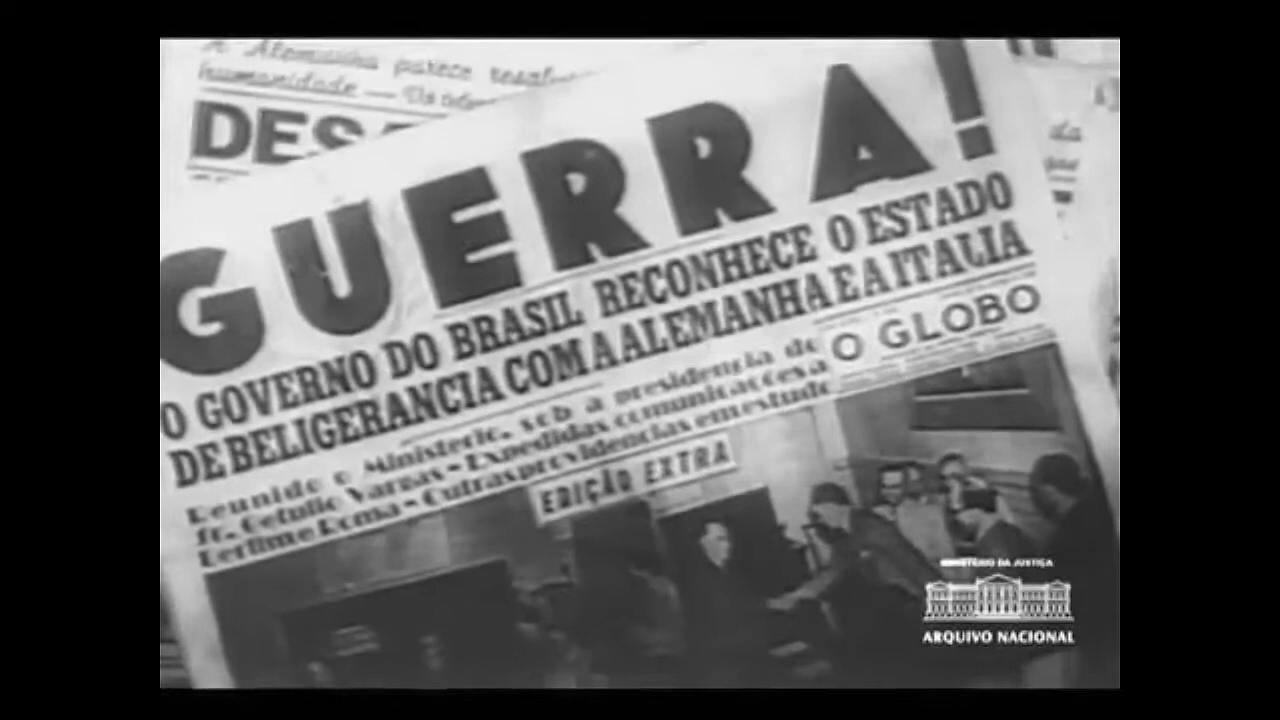 A Alemanha parece
humanidade —
DES
GUERRA!
O GOVERNO DO BRASIL RECONHECE O ESTADO
DE BELIGERANCIA COM A ALEMANHA E A ITALIA
Reunido o Ministerio, sob a presidencia do
sr. Getulio Vargas - Expedidas comunicações a
Berlim e Roma - Outras providencias em estudo
O GLOBO
EDIÇÃO EXTRA
MINISTÉRIO DA JUSTIÇA
ARQUIVO NACIONAL